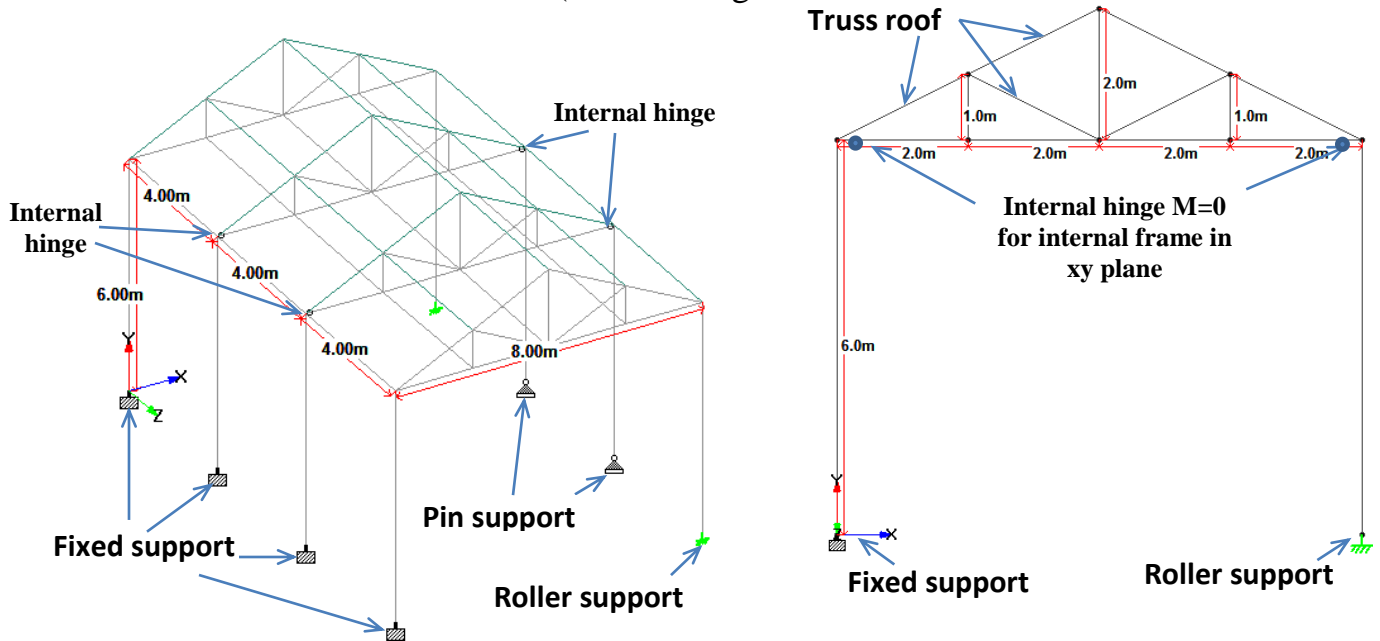 Truss roof
Internal hinge
4.00m
Internal
hinge
4.00m
6.00m
4.00m
8.00m
Y
X
Z
Pin support
Fixed support
Roller support
2.0m
1.0m
1.0m
2.0m
2.0m
2.0m
2.0m
Internal hinge M=0
for internal frame in
xy plane
6.0m
Y
X
Fixed support
Roller support